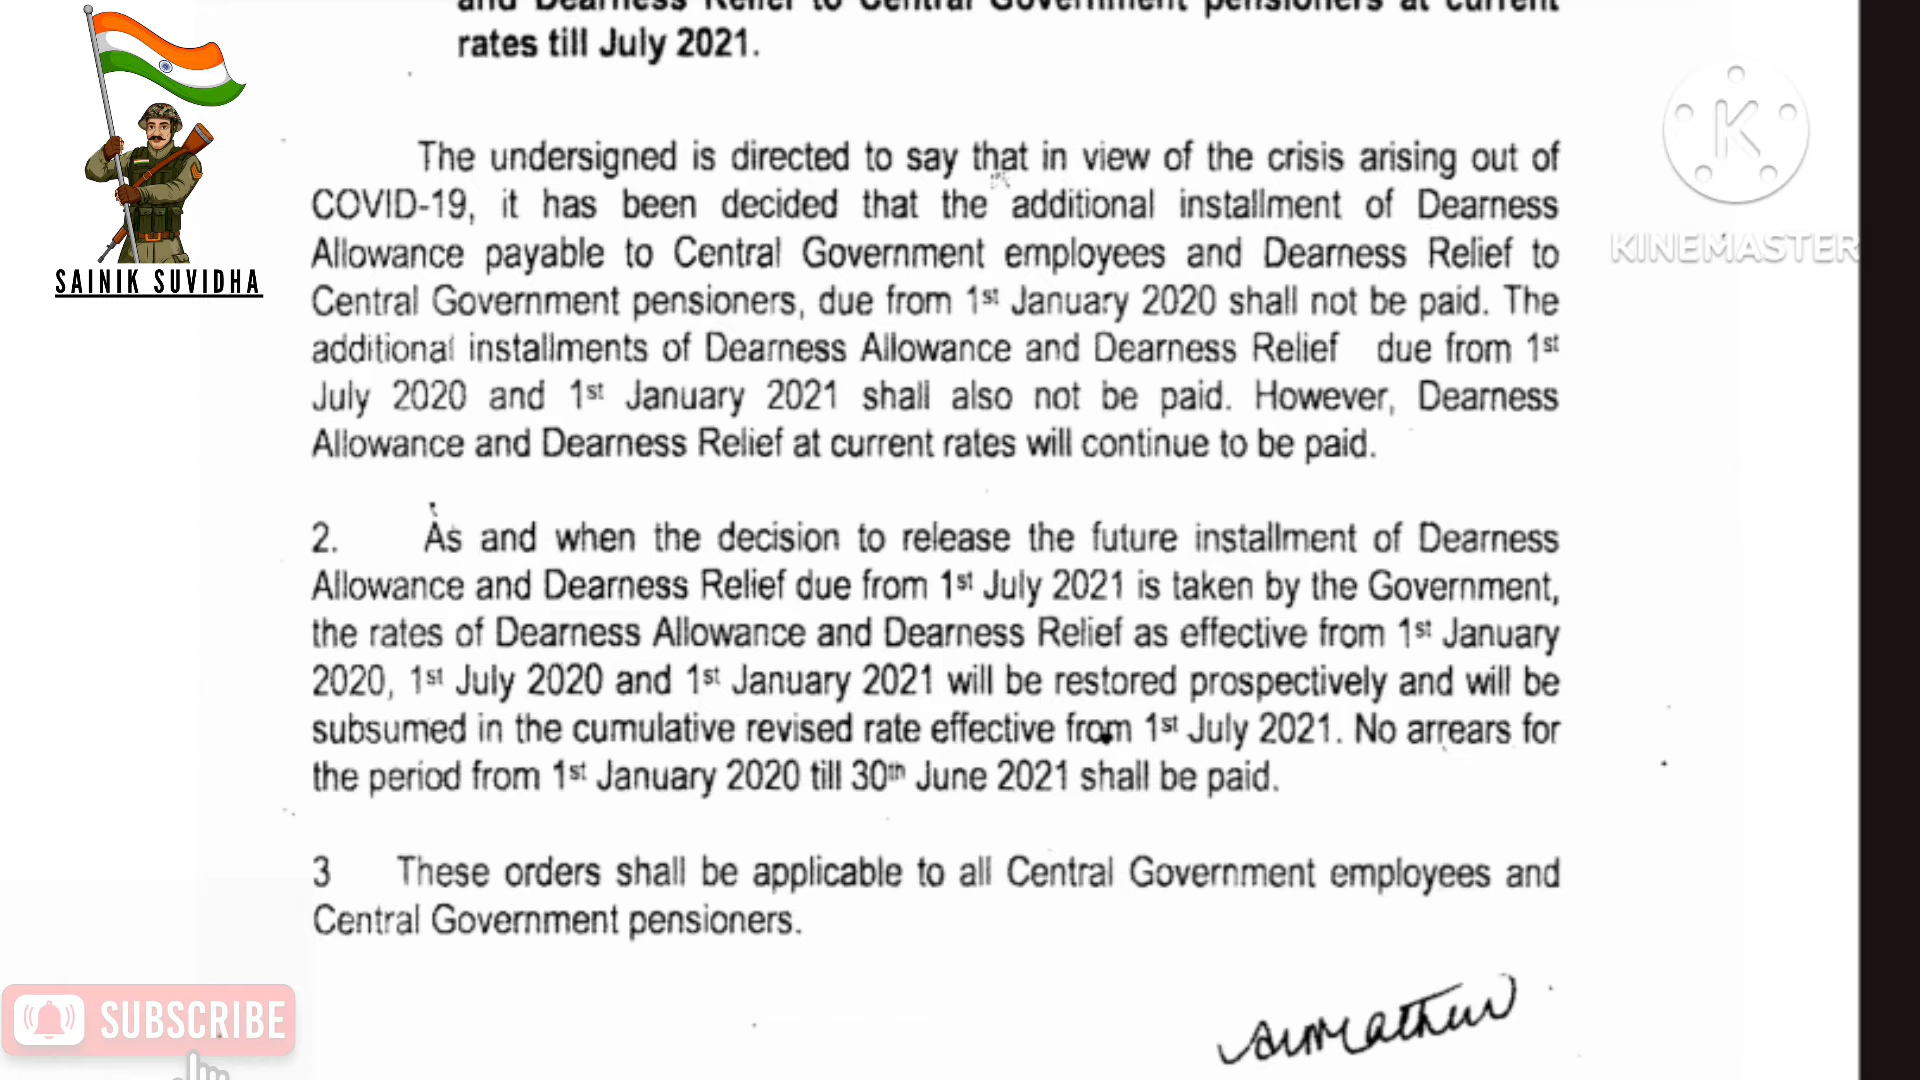 and Dearness Relief to Central Government pensioners at current
rates till July 2021.
SAINIK SUVIDHA
KINEMASTER
The undersigned is directed to say that in view of the crisis arising out of
COVID-19, it has been decided that the additional installment of Dearness
Allowance payable to Central Government employees and Dearness Relief to
Central Government pensioners, due from 1st January 2020 shall not be paid. The
additional installments of Dearness Allowance and Dearness Relief due from 1st
July 2020 and 1st January 2021 shall also not be paid. However, Dearness
Allowance and Dearness Relief at current rates will continue to be paid.
2. As and when the decision to release the future installment of Dearness
Allowance and Dearness Relief due from 1st July 2021 is taken by the Government,
the rates of Dearness Allowance and Dearness Relief as effective from 1st January
2020, 1st July 2020 and 1st January 2021 will be restored prospectively and will be
subsumed in the cumulative revised rate effective from 1st July 2021. No arrears for
the period from 1st January 2020 till 30th June 2021 shall be paid.
3 These orders shall be applicable to all Central Government employees and
Central Government pensioners.
SUBSCRIBE